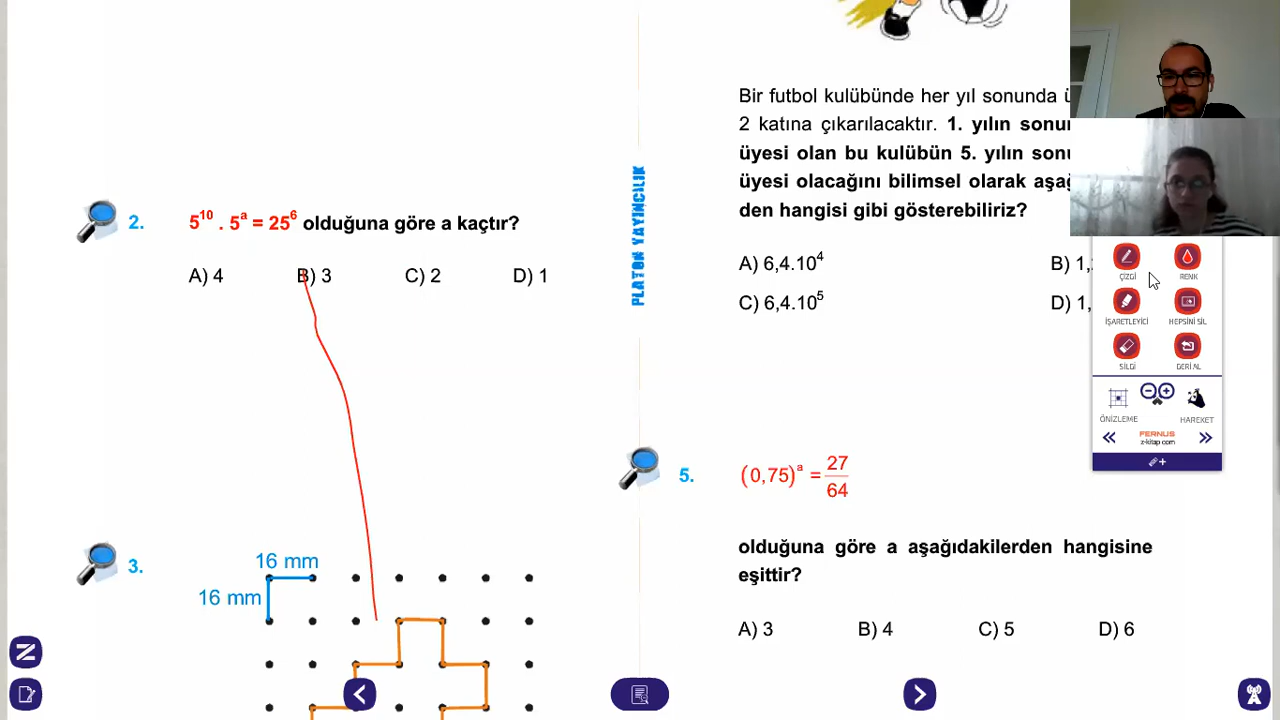 2. 5¹⁰ . 5ᵃ = 25⁶ olduğuna göre a kaçtır?
A) 4 B) 3 C) 2 D) 1
3.
16 mm
16 mm
PLATON YAYINCILIK
Bir futbol kulübünde her yıl sonunda
2 katına çıkarılacaktır. 1. yılın
üyesi olan bu kulübün 5. yılın
üyesi olacağını bilimsel olarak
den hangisi gibi gösterebiliriz?
A) 6,4.10⁴ B) 1,
C) 6,4.10⁵ D) 1,
5. (0,75)ᵃ = 27/64
olduğuna göre a aşağıdakilerden hangisine
eşittir?
A) 3 B) 4 C) 5 D) 6
ÇİZGİ RENK
İŞARETLEYİCİ HEPSİNİ SİL
SİLGİ GERİ AL
ÖNİZLEME HAREKET
FERNUS
z-kitap.com